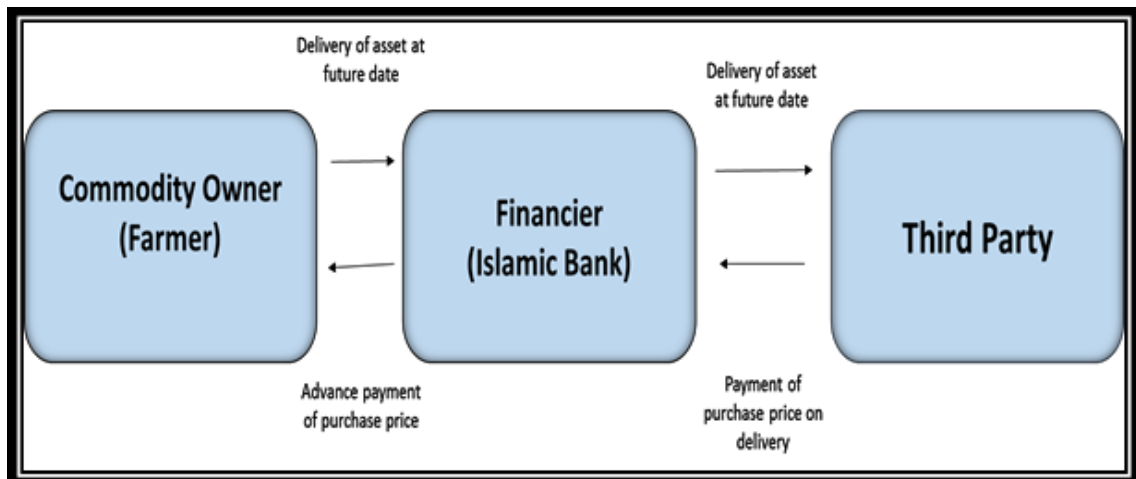 Delivery of asset at
future date
Delivery of asset
at future date
Commodity Owner
(Farmer)
Financier
(Islamic Bank)
Third Party
Advance payment
of purchase price
Payment of
purchase price on
delivery